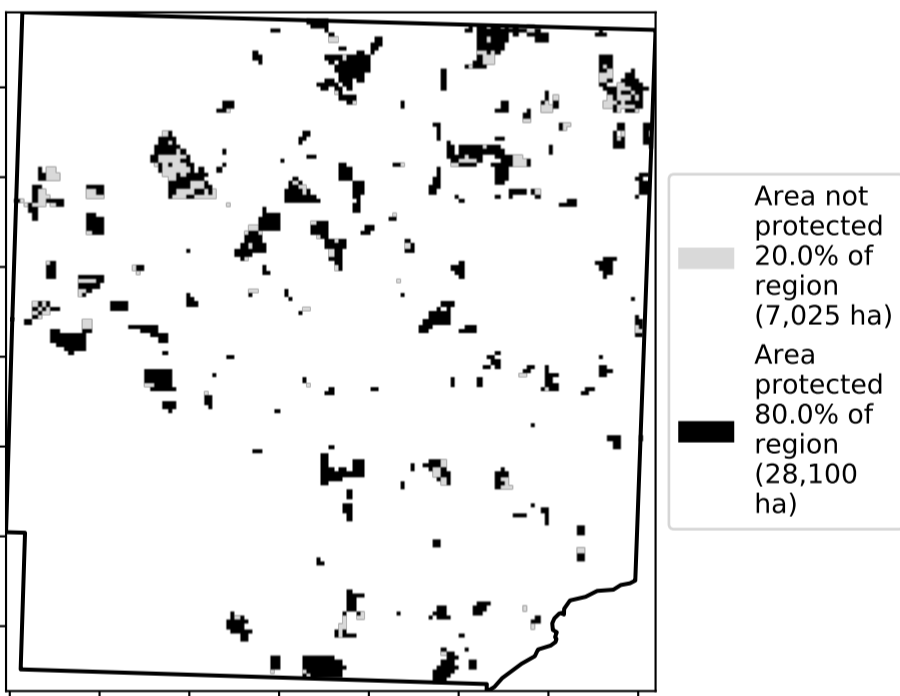 Area not
protected
20.0% of
region
(7,025 ha)
Area
protected
80.0% of
region
(28,100
ha)